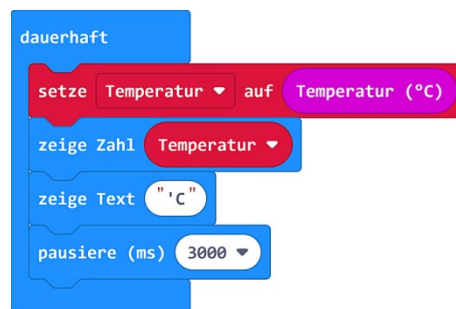 dauerhaft
setze Temperatur auf Temperatur (°C)
zeige Zahl Temperatur
zeige Text "'C"
pausiere (ms) 3000